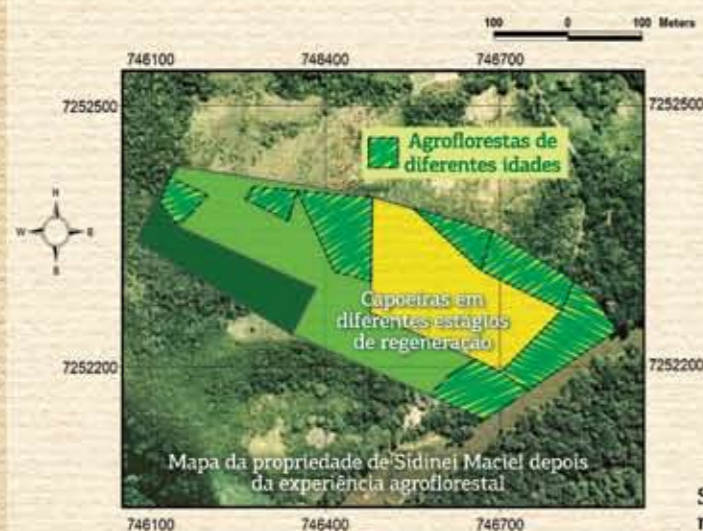 100 0 100 Meters
746100 746400 746700
7252500 7252500
Agroflorestas de
diferentes idades
N
W E
S
Capoeiras em
diferentes estágios
de regeneração
7252200 7252200
Mapa da propriedade de Sidinei Maciel depois
da experiência agroflorestal
746100 746400 746700